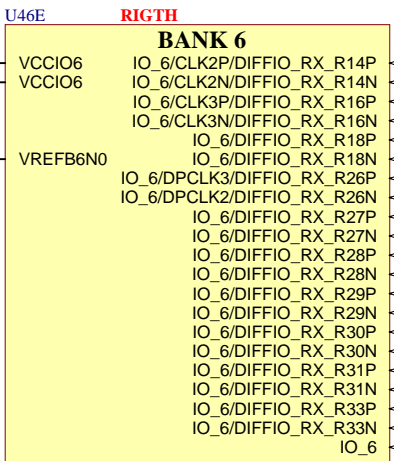 U46E RIGTH
BANK 6
VCCIO6 IO_6/CLK2P/DIFFIO_RX_R14P
VCCIO6 IO_6/CLK2N/DIFFIO_RX_R14N
IO_6/CLK3P/DIFFIO_RX_R16P
IO_6/CLK3N/DIFFIO_RX_R16N
IO_6/DIFFIO_RX_R18P
VREFB6N0 IO_6/DIFFIO_RX_R18N
IO_6/DPCLK3/DIFFIO_RX_R26P
IO_6/DPCLK2/DIFFIO_RX_R26N
IO_6/DIFFIO_RX_R27P
IO_6/DIFFIO_RX_R27N
IO_6/DIFFIO_RX_R28P
IO_6/DIFFIO_RX_R28N
IO_6/DIFFIO_RX_R29P
IO_6/DIFFIO_RX_R29N
IO_6/DIFFIO_RX_R30P
IO_6/DIFFIO_RX_R30N
IO_6/DIFFIO_RX_R31P
IO_6/DIFFIO_RX_R31N
IO_6/DIFFIO_RX_R33P
IO_6/DIFFIO_RX_R33N
IO_6